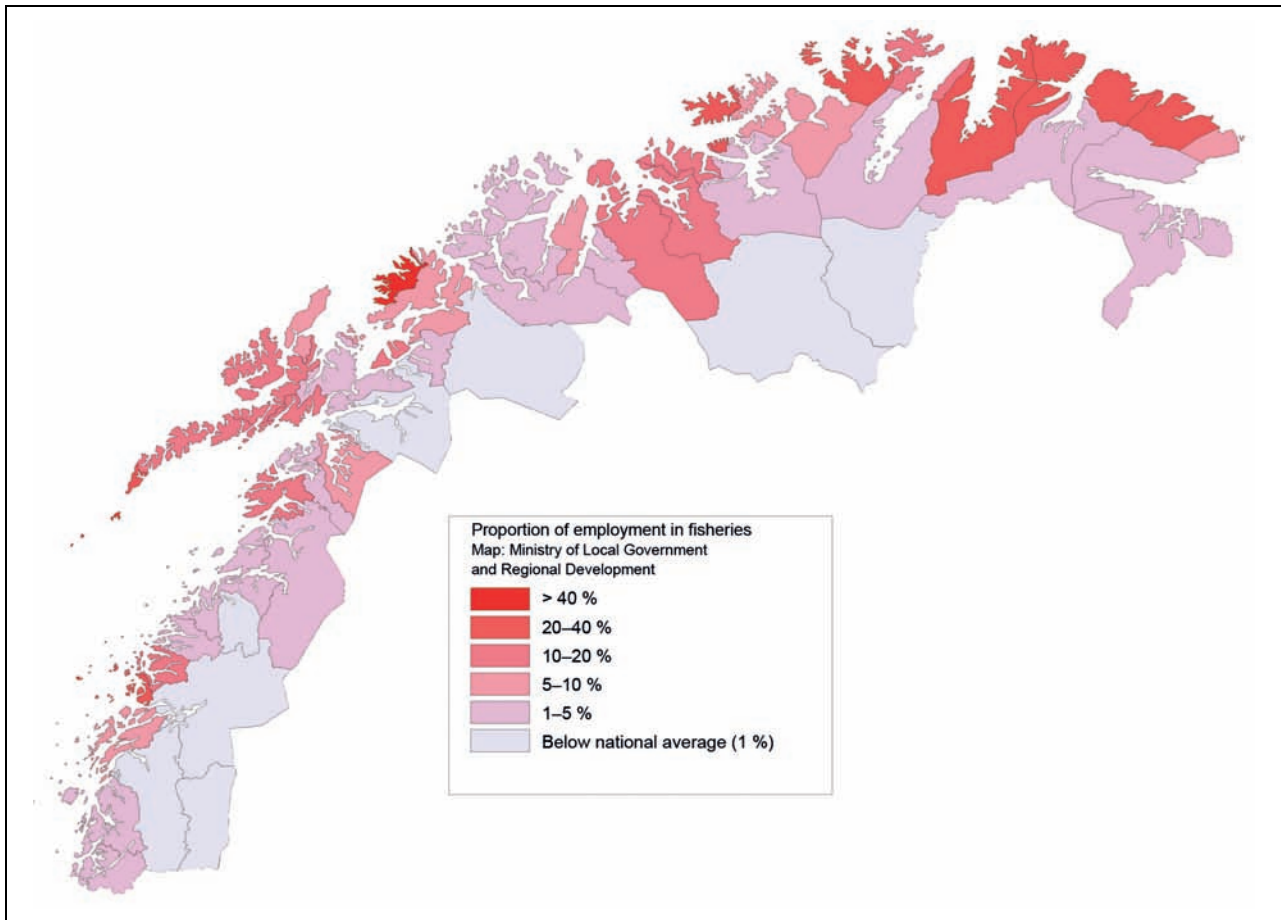 Proportion of employment in fisheries
Map: Ministry of Local Government
and Regional Development
> 40 %
20–40 %
10–20 %
5–10 %
1–5 %
Below national average (1 %)